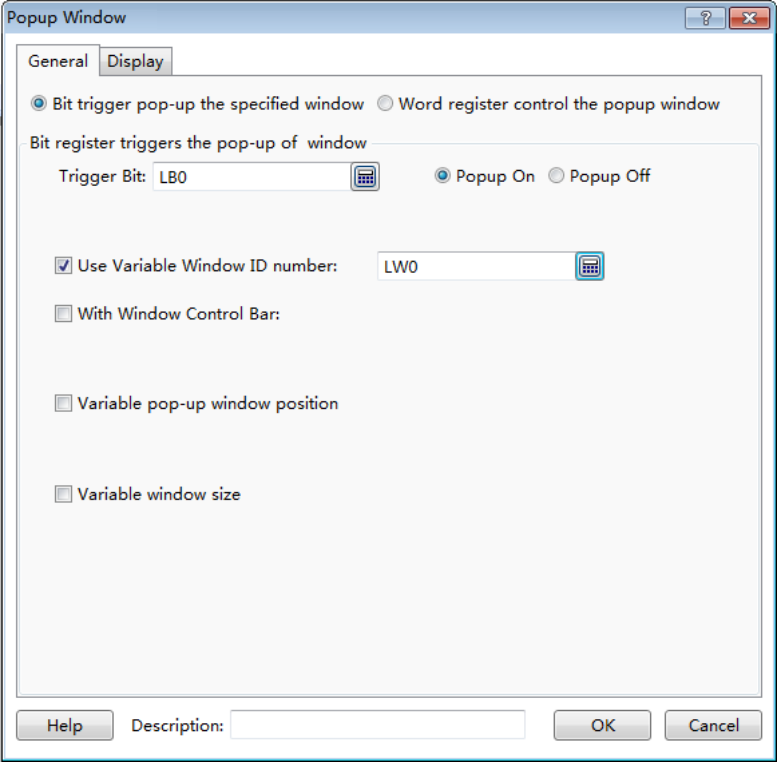 Popup Window
General Display
Bit trigger pop-up the specified window Word register control the popup window
Bit register triggers the pop-up of window
Trigger Bit: LB0 Popup On Popup Off
Use Variable Window ID number: LW0
With Window Control Bar:
Variable pop-up window position
Variable window size
Help Description: OK Cancel